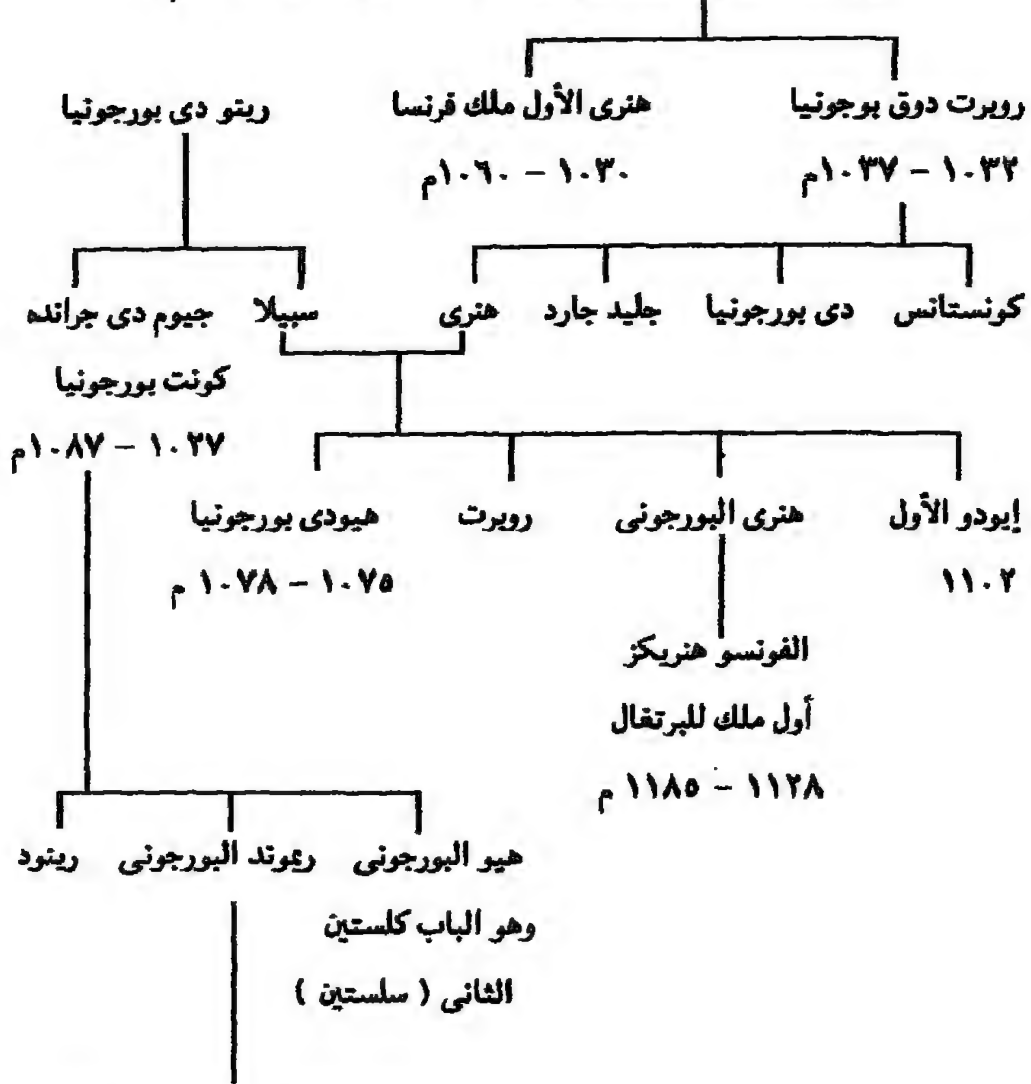 روبرت دوق بوجونيا
١٠٣٢ – ١٠٣٧م
هنرى الأول ملك فرنسا
١٠٣٠ – ١٠٦٠م
ريتو دى بورجونيا
كونستانس
دى بورجونيا
جليد جارد
هنرى
سبيلا
جيوم دى جرانده
كونت بورجونيا
١٠٢٧ – ١٠٨٧م
إيودو الأول
١١٠٢
هنرى البورجونى
روبرت
هيودى بورجونيا
١٠٧٥ – ١٠٧٨ م
الفونسو هنريكز
أول ملك للبرتغال
١١٢٨ – ١١٨٥ م
هيو البورجونى
وهو الباب كلستين
الثانى ( سلستين )
ريموند البورجونى
رينود